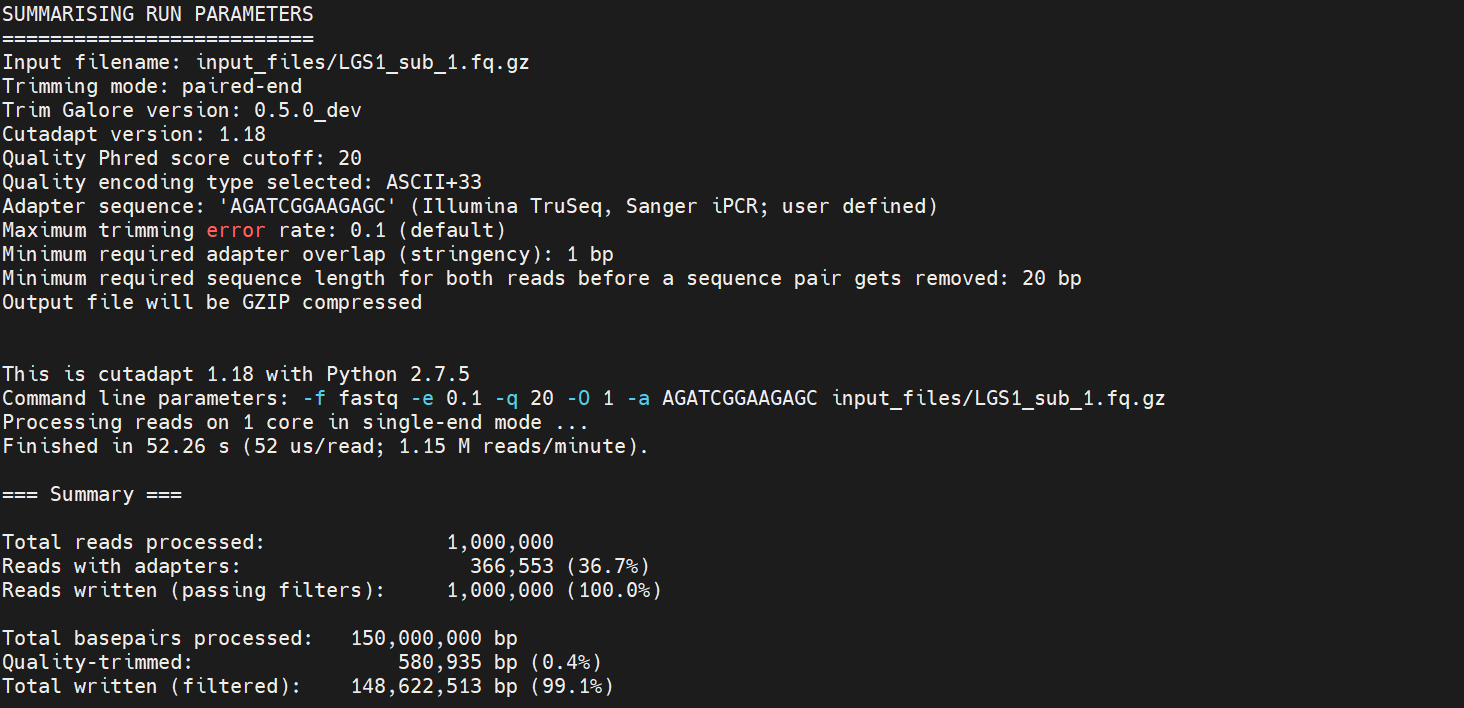 SUMMARISING RUN PARAMETERS
==========================
Input filename: input_files/LGS1_sub_1.fq.gz
Trimming mode: paired-end
Trim Galore version: 0.5.0_dev
Cutadapt version: 1.18
Quality Phred score cutoff: 20
Quality encoding type selected: ASCII+33
Adapter sequence: 'AGATCGGAAGAGC' (Illumina TruSeq, Sanger iPCR; user defined)
Maximum trimming error rate: 0.1 (default)
Minimum required adapter overlap (stringency): 1 bp
Minimum required sequence length for both reads before a sequence pair gets removed: 20 bp
Output file will be GZIP compressed
This is cutadapt 1.18 with Python 2.7.5
Command line parameters: -f fastq -e 0.1 -q 20 -O 1 -a AGATCGGAAGAGC input_files/LGS1_sub_1.fq.gz
Processing reads on 1 core in single-end mode ...
Finished in 52.26 s (52 us/read; 1.15 M reads/minute).
=== Summary ===
Total reads processed: 1,000,000
Reads with adapters: 366,553 (36.7%)
Reads written (passing filters): 1,000,000 (100.0%)
Total basepairs processed: 150,000,000 bp
Quality-trimmed: 580,935 bp (0.4%)
Total written (filtered): 148,622,513 bp (99.1%)